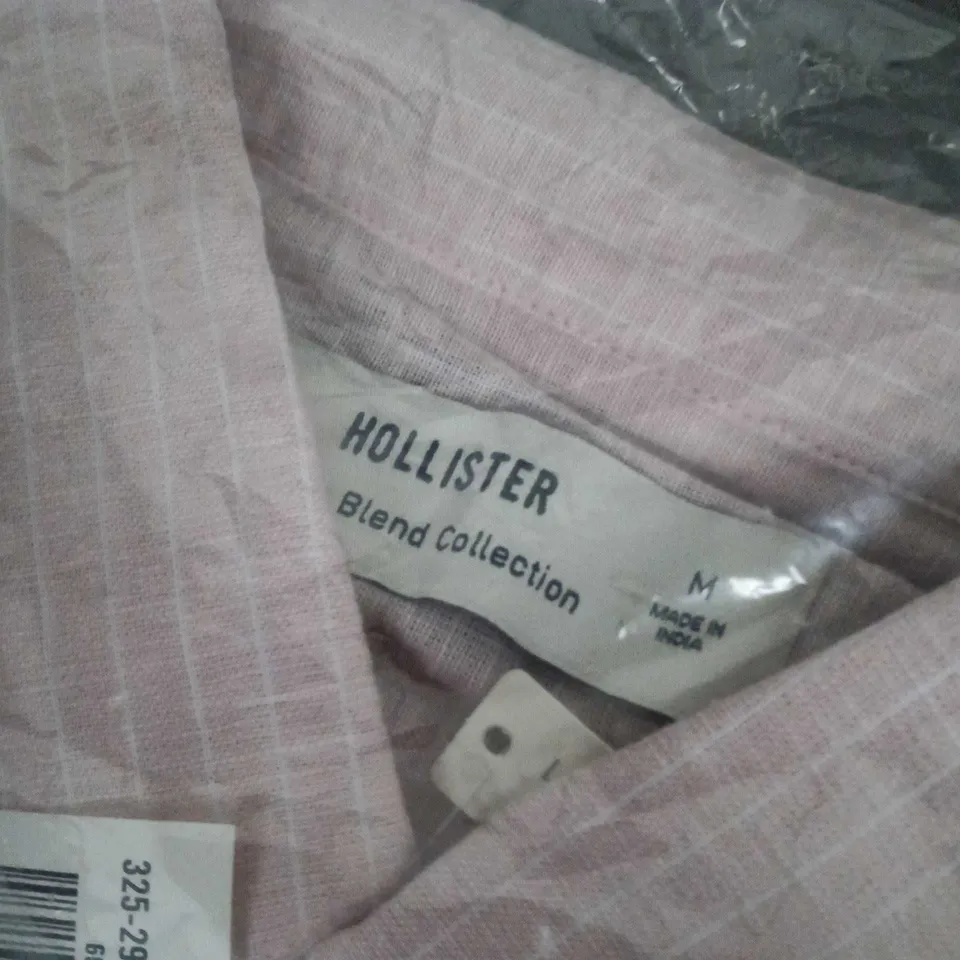 HOLLISTER
Blend Collection
M
MADE IN
INDIA
325-29